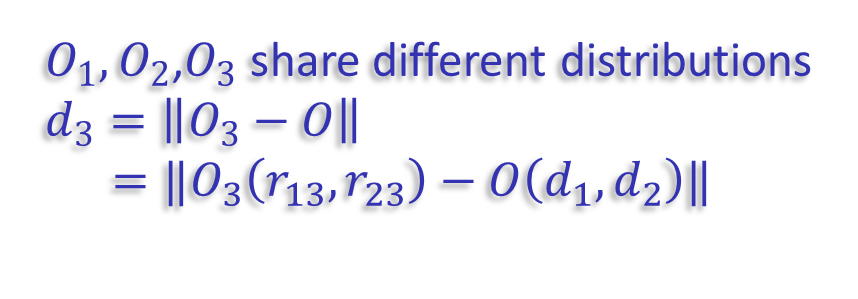 O₁, O₂,O₃ share different distributions
d₃ = ‖O₃ − O‖
= ‖O₃(r₁₃,r₂₃) − O(d₁,d₂)‖